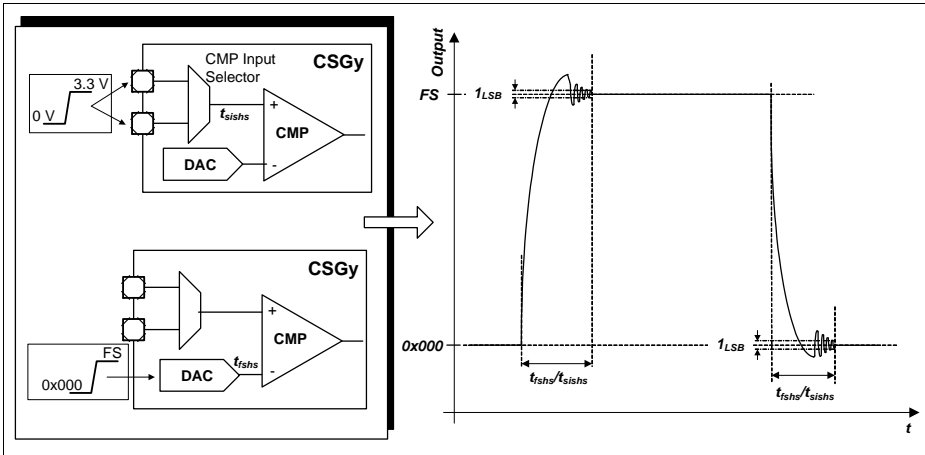 CMP Input
Selector
CSGy
3.3 V
0 V
t_sishs
+
CMP
DAC
-
CSGy
+
CMP
FS
t_fshs
DAC
-
0x000
Output
FS
1_LSB
0x000
1_LSB
t_fshs/t_sishs
t_fshs/t_sishs
t